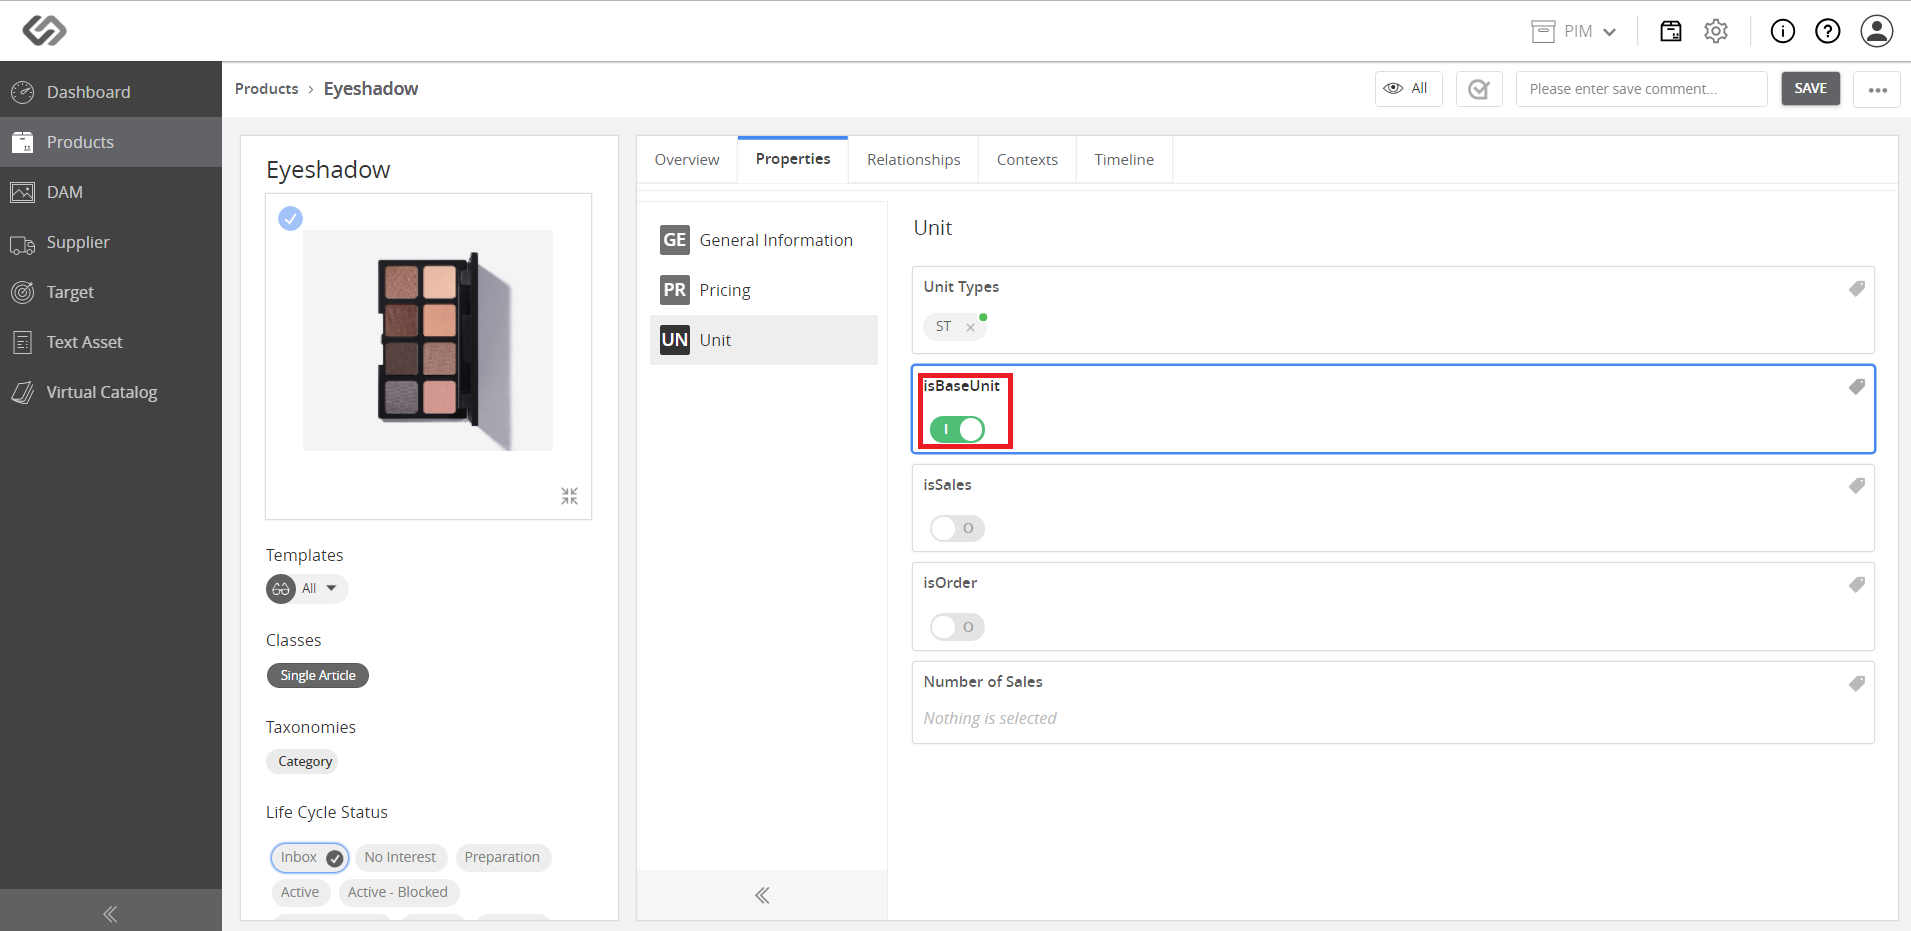 PIM
Dashboard
Products
DAM
Supplier
Target
Text Asset
Virtual Catalog
Products › Eyeshadow
All
Please enter save comment...
SAVE
Eyeshadow
Templates
All
Classes
Single Article
Taxonomies
Category
Life Cycle Status
Inbox No Interest Preparation
Active Active - Blocked
Overview Properties Relationships Contexts Timeline
GE General Information
PR Pricing
UN Unit
Unit
Unit Types
ST ×
isBaseUnit
I
isSales
O
isOrder
O
Number of Sales
Nothing is selected